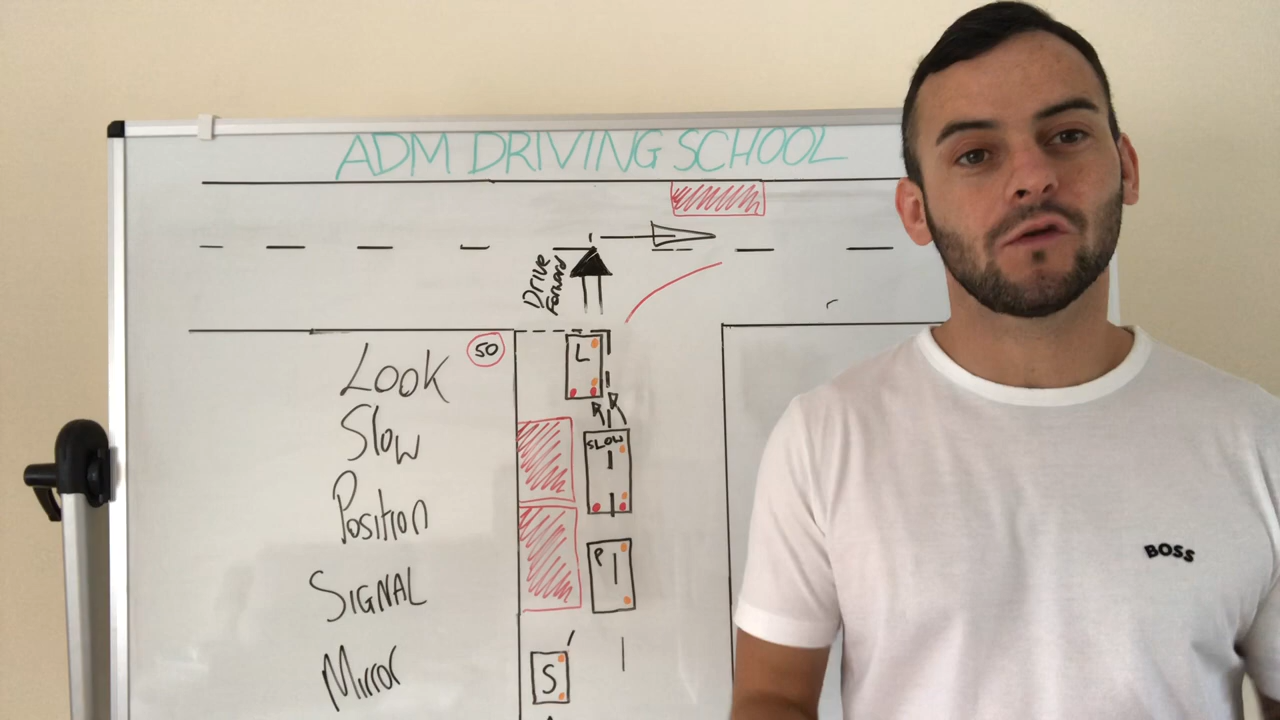 ADM DRIVING SCHOOL
Drive
Forward
50
L
Look
Slow
SLOW
Position
P
SIGNAL
Mirror
S
BOSS